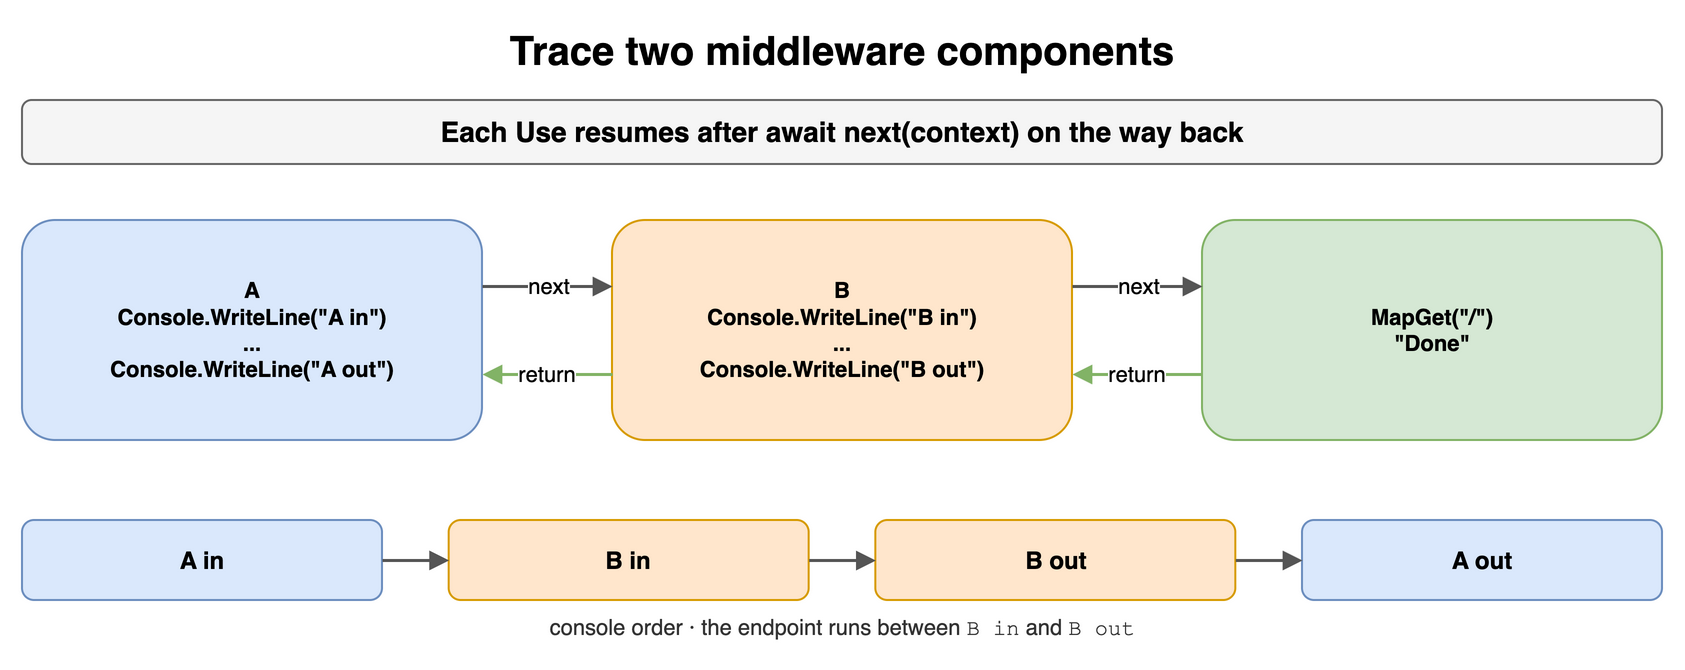 Trace two middleware components
Each Use resumes after await next(context) on the way back
A
Console.WriteLine("A in")
...
Console.WriteLine("A out")
next
return
B
Console.WriteLine("B in")
...
Console.WriteLine("B out")
next
return
MapGet("/")
"Done"
A in
B in
B out
A out
console order · the endpoint runs between B in and B out